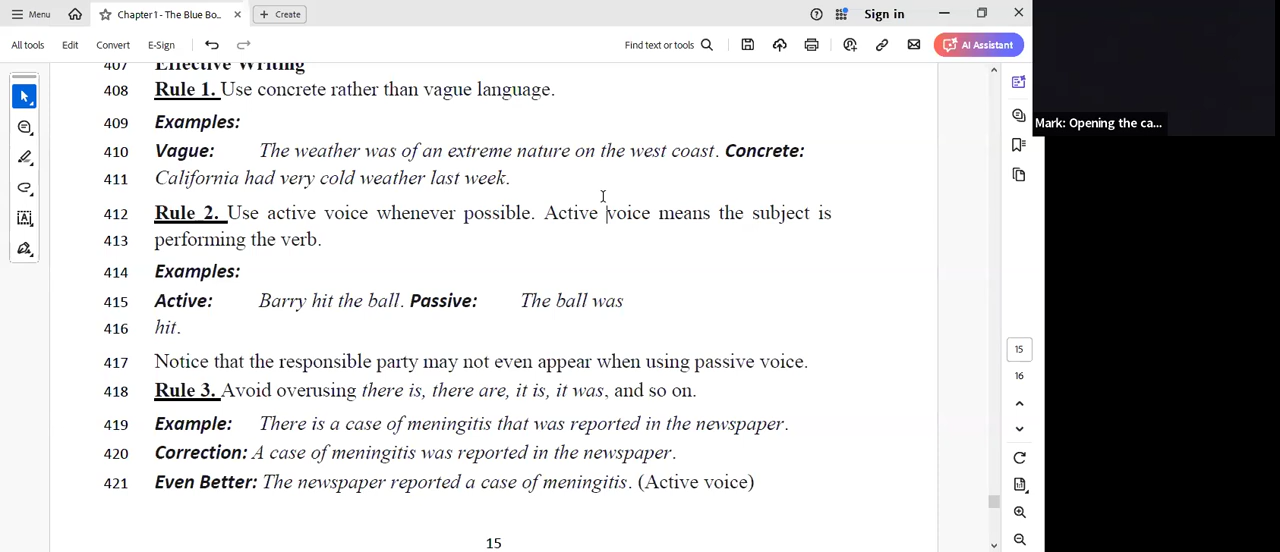 Menu
Chapter1 - The Blue Bo...
Create
Sign in
All tools
Edit
Convert
E-Sign
Find text or tools
AI Assistant
407 Effective Writing
408 Rule 1. Use concrete rather than vague language.
409 Examples:
410 Vague: The weather was of an extreme nature on the west coast. Concrete:
411 California had very cold weather last week.
412 Rule 2. Use active voice whenever possible. Active voice means the subject is
413 performing the verb.
414 Examples:
415 Active: Barry hit the ball. Passive: The ball was
416 hit.
417 Notice that the responsible party may not even appear when using passive voice.
418 Rule 3. Avoid overusing there is, there are, it is, it was, and so on.
419 Example: There is a case of meningitis that was reported in the newspaper.
420 Correction: A case of meningitis was reported in the newspaper.
421 Even Better: The newspaper reported a case of meningitis. (Active voice)
15
15
16
Mark: Opening the ca...